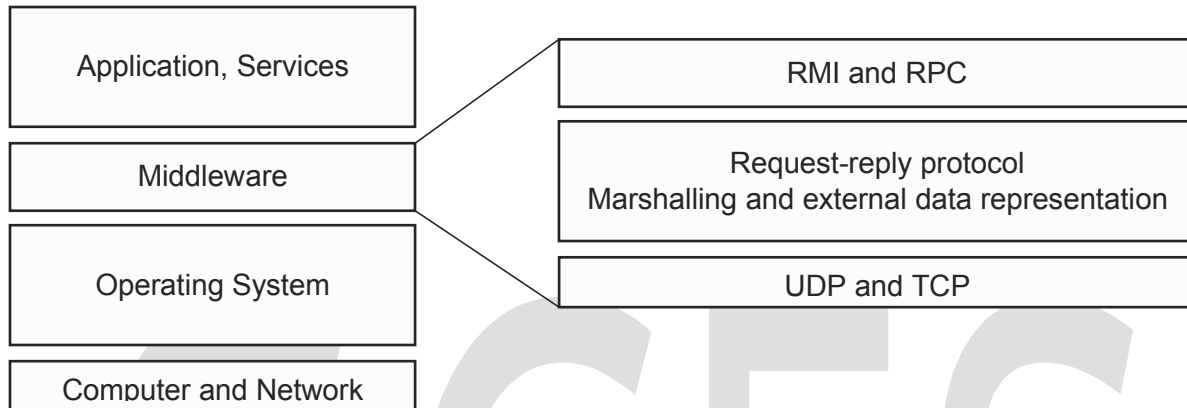 Application, Services
Middleware
Operating System
Computer and Network
RMI and RPC
Request-reply protocol
Marshalling and external data representation
UDP and TCP